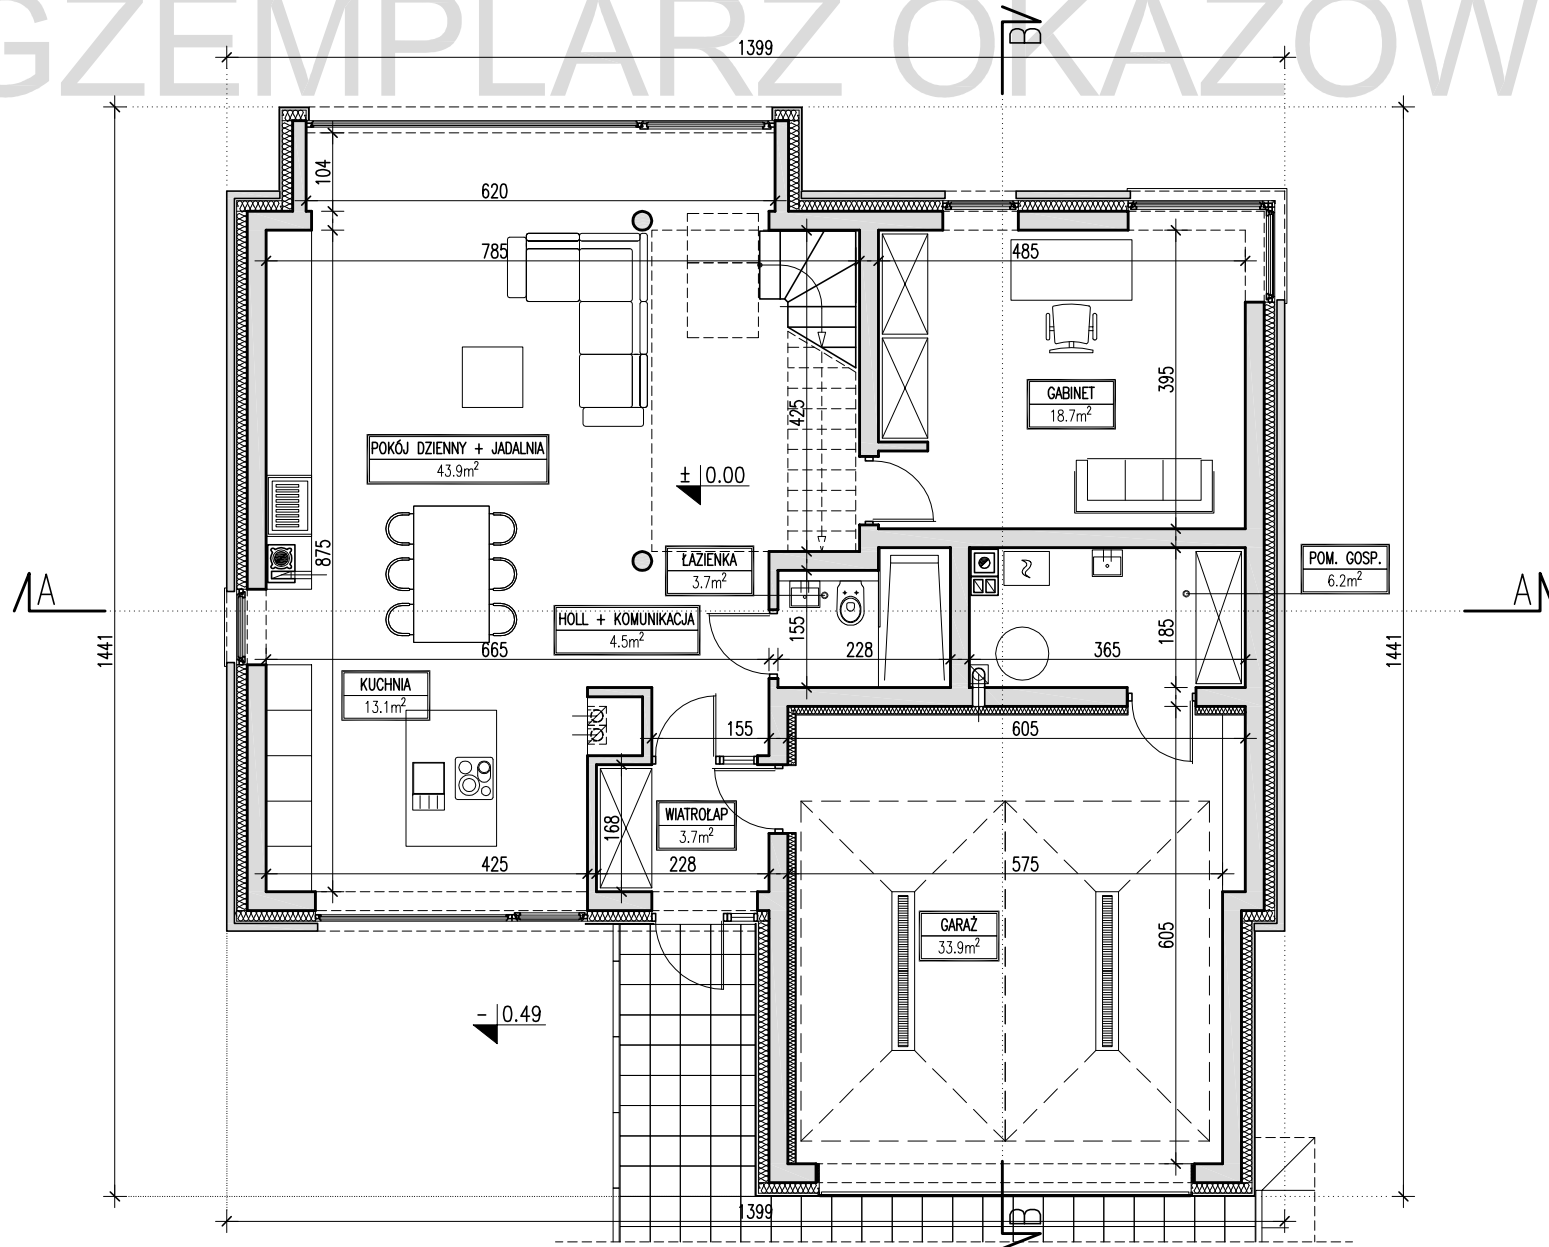 GZEMPLARZ OKAZOW
B
1399
104
620
785
485
GABINET
18.7m²
395
425
POKÓJ DZIENNY + JADALNIA
43.9m²
± 0.00
875
ŁAZIENKA
3.7m²
POM. GOSP.
6.2m²
A
A
HOLL + KOMUNIKACJA
4.5m²
155
185
1441
1441
665
228
365
KUCHNIA
13.1m²
155
605
168
WIATROŁAP
3.7m²
425
228
575
GARAŻ
33.9m²
605
- 0.49
1399
B